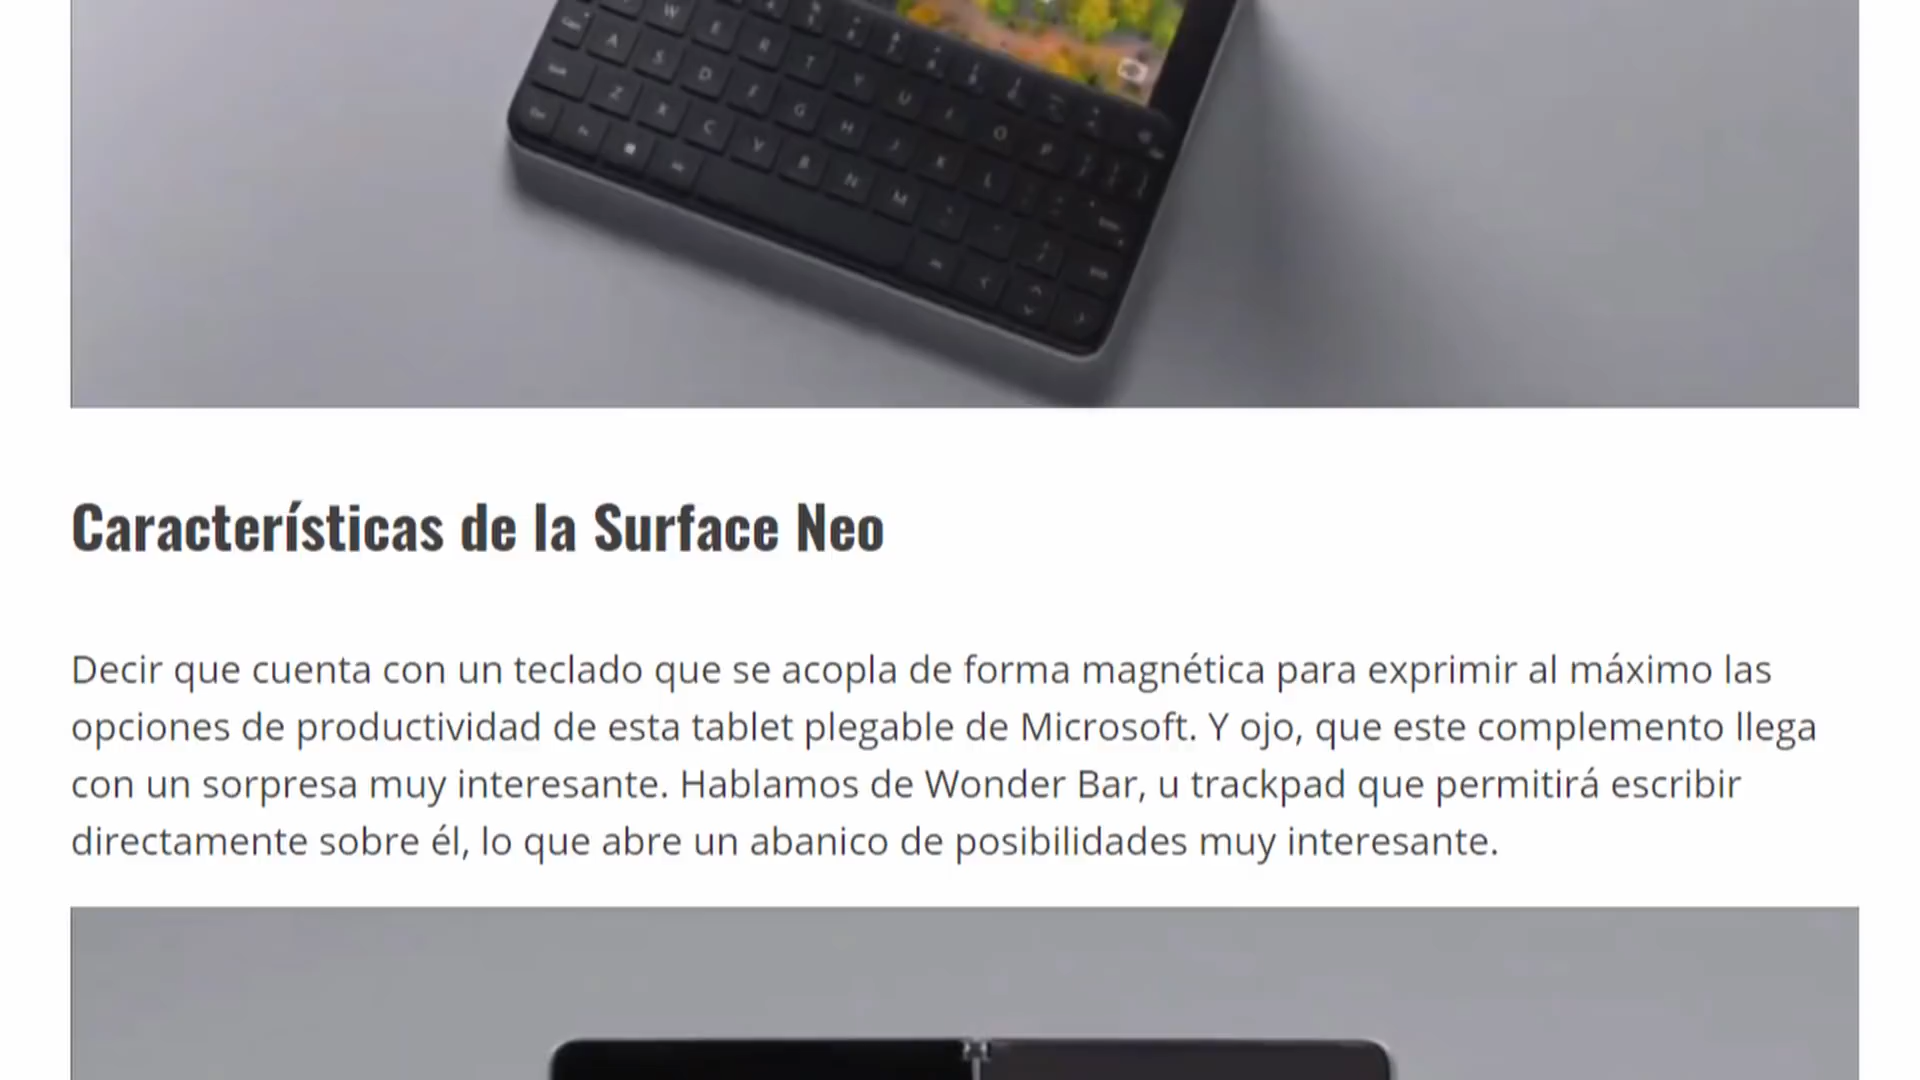 Características de la Surface Neo
Decir que cuenta con un teclado que se acopla de forma magnética para exprimir al máximo las
opciones de productividad de esta tablet plegable de Microsoft. Y ojo, que este complemento llega
con un sorpresa muy interesante. Hablamos de Wonder Bar, u trackpad que permitirá escribir
directamente sobre él, lo que abre un abanico de posibilidades muy interesante.